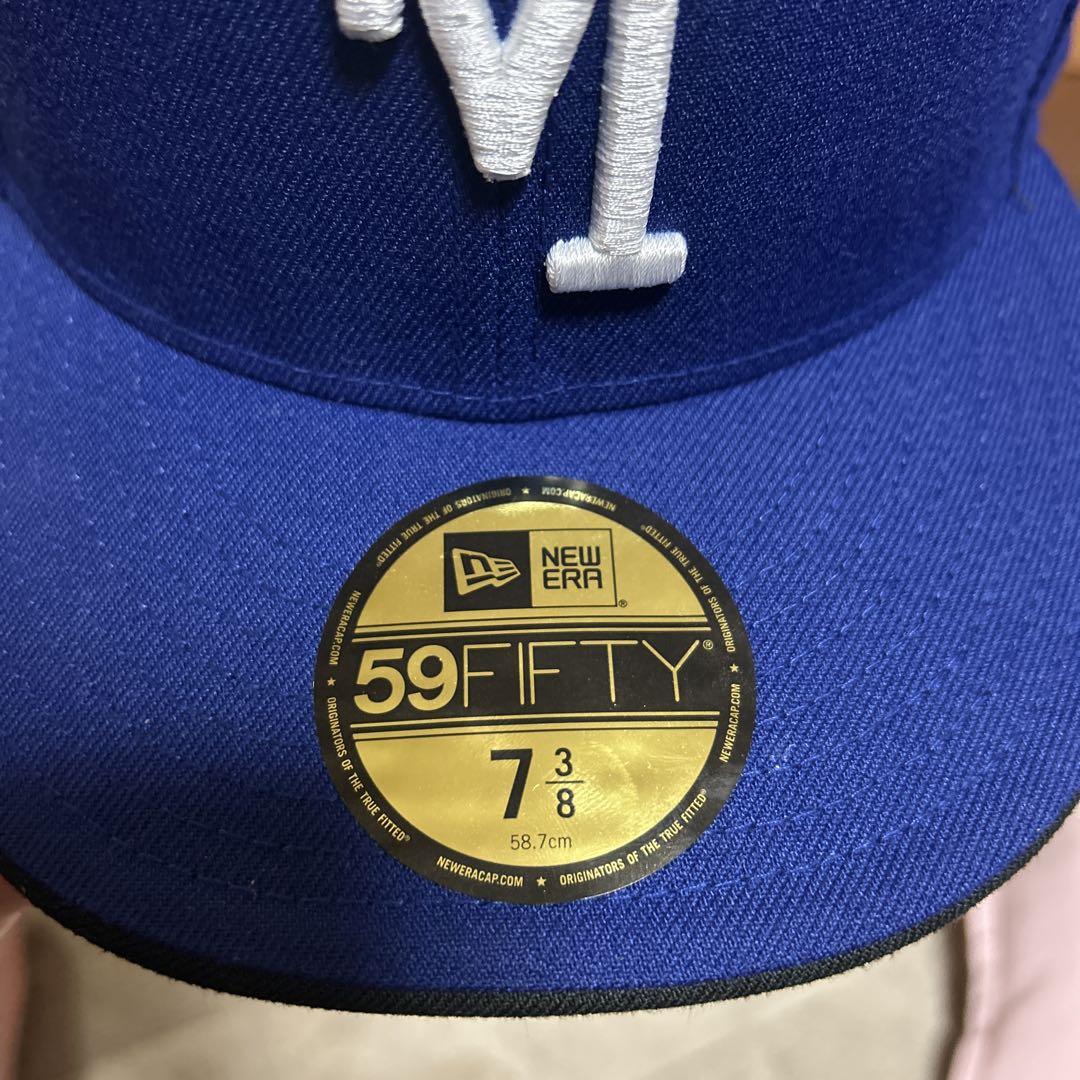 NEW
ERA®
59FIFTY®
7 3/8
58.7cm
NEWERACAP.COM ★ ORIGINATORS OF THE TRUE FITTED®
NEWERACAP.COM ★ ORIGINATORS OF THE TRUE FITTED®
NEWERACAP.COM ★ ORIGINATORS OF THE TRUE FITTED®
NEWERACAP.COM ★ ORIGINATORS OF THE TRUE FITTED®